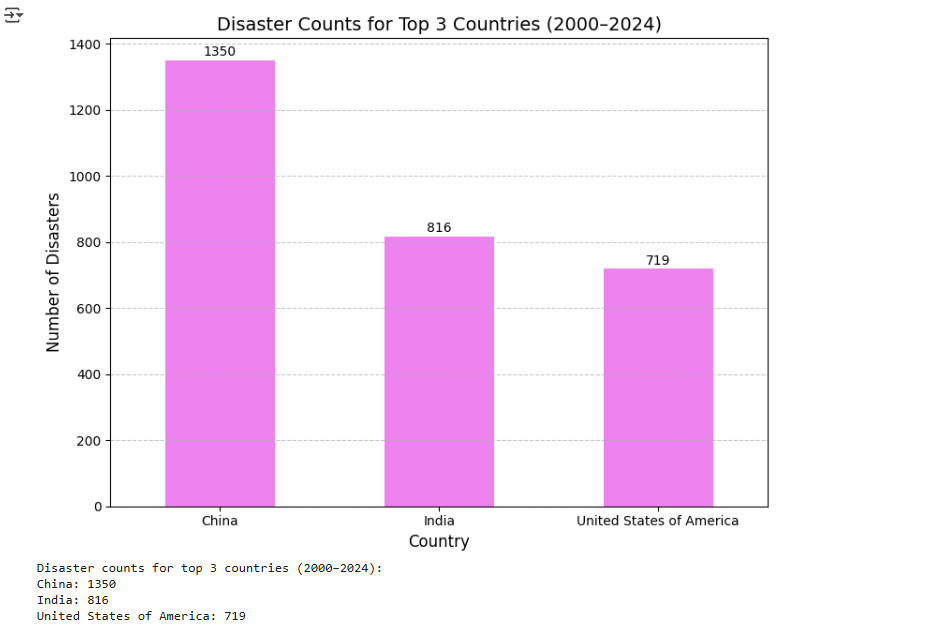 Disaster Counts for Top 3 Countries (2000–2024)
1400
1200
1000
800
600
400
200
0
Number of Disasters
1350
816
719
China India United States of America
Country
Disaster counts for top 3 countries (2000–2024):
China: 1350
India: 816
United States of America: 719